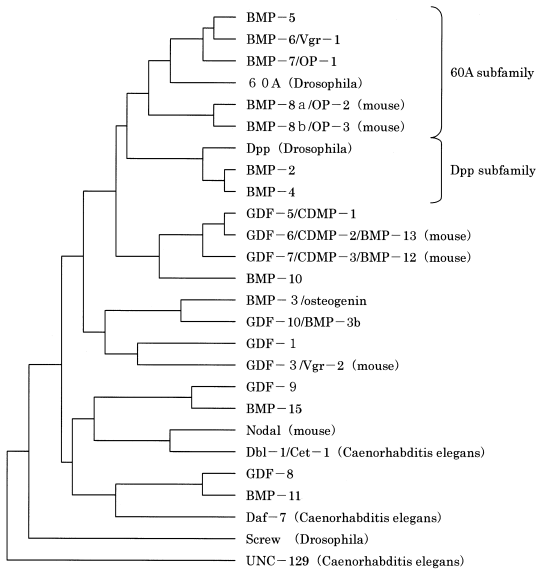 BMP－5
BMP－6/Vgr－1
BMP－7/OP－1
６０A（Drosophila）
BMP－8ａ/OP－2（mouse）
BMP－8ｂ/OP－3（mouse）
60A subfamily
Dpp（Drosophila）
BMP－2
BMP－4
Dpp subfamily
GDF－5/CDMP－1
GDF－6/CDMP－2/BMP－13（mouse）
GDF－7/CDMP－3/BMP－12（mouse）
BMP－10
BMP－３/osteogenin
GDF－10/BMP－3b
GDF－1
GDF－3/Vgr－2（mouse）
GDF－9
BMP－15
Nodal（mouse）
Dbl－1/Cet－1（Caenorhabditis elegans）
GDF－8
BMP－11
Daf－7（Caenorhabditis elegans）
Screw （Drosophila）
UNC－129（Caenorhabditis elegans）